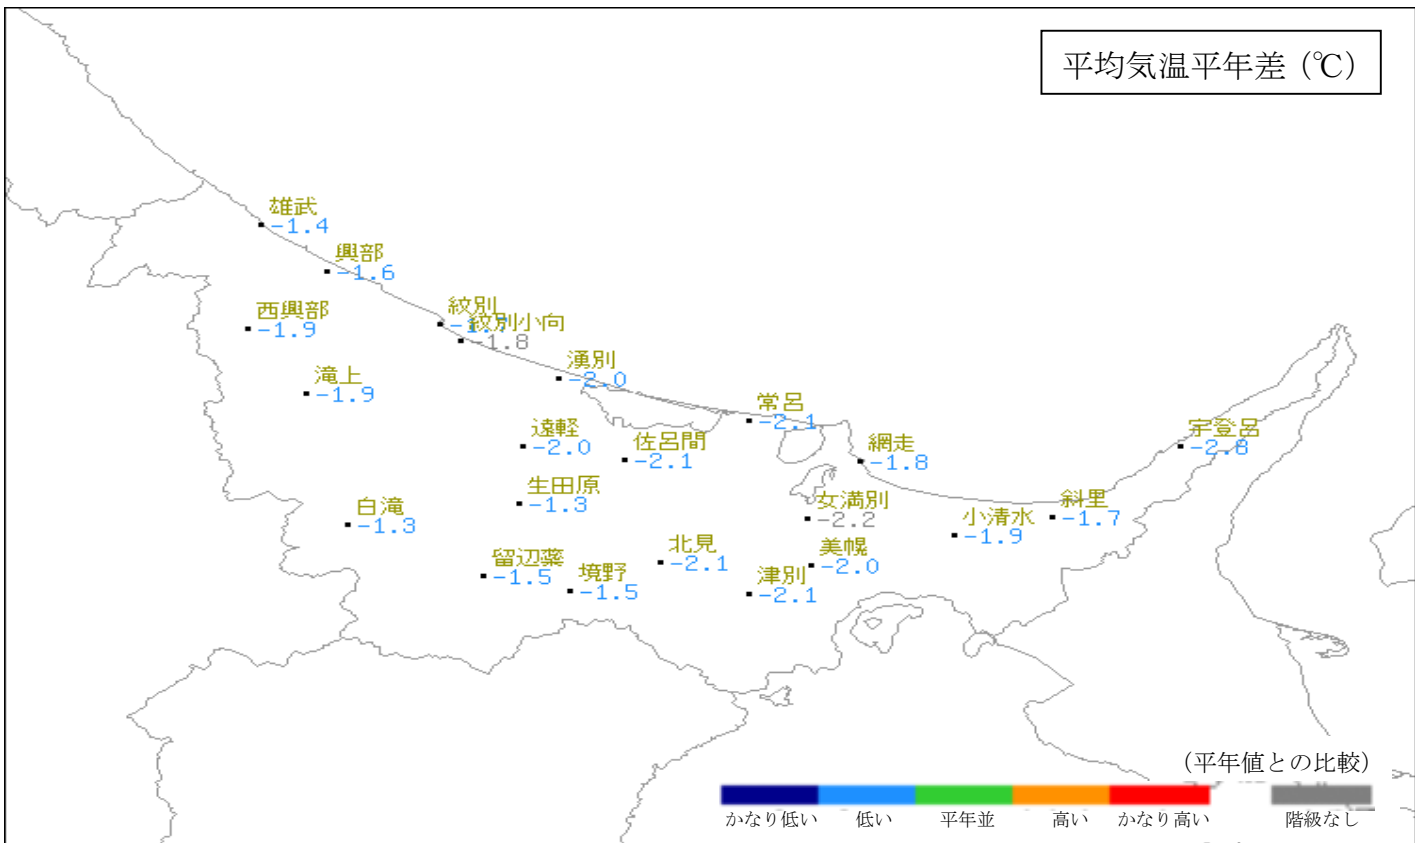 平均気温平年差（℃）
雄武
-1.4
興部
-1.6
西興部
-1.9
紋別
-1.7
紋別小向
-1.8
滝上
-1.9
湧別
-2.0
常呂
-2.1
遠軽
-2.0
佐呂間
-2.1
網走
-1.8
宇登呂
-2.8
生田原
-1.3
白滝
-1.3
女満別
-2.2
小清水
-1.9
斜里
-1.7
北見
-2.1
美幌
-2.0
留辺蘂
-1.5
境野
-1.5
津別
-2.1
（平年値との比較）
かなり低い 低い 平年並 高い かなり高い 階級なし